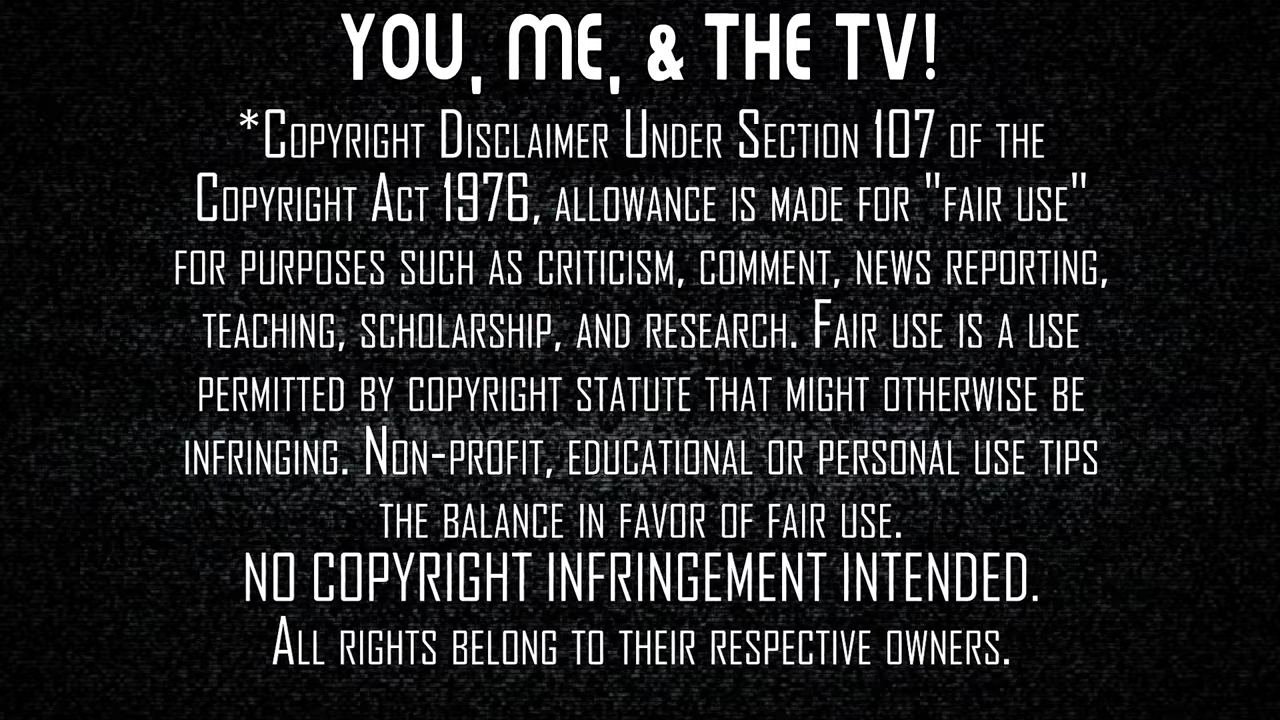 YOU, ME, & THE TV!
*Copyright Disclaimer Under Section 107 of the
Copyright Act 1976, allowance is made for "fair use"
for purposes such as criticism, comment, news reporting,
teaching, scholarship, and research. Fair use is a use
permitted by copyright statute that might otherwise be
infringing. Non-profit, educational or personal use tips
the balance in favor of fair use.
NO COPYRIGHT INFRINGEMENT INTENDED.
All rights belong to their respective owners.